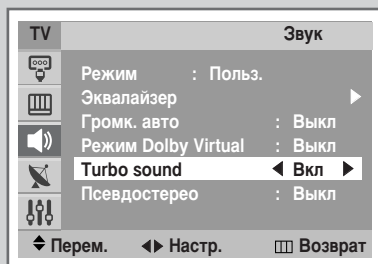 TV Звук
Режим : Польз.
Эквалайзер
Громк. авто : Выкл
Режим Dolby Virtual : Выкл
Turbo sound Вкл
Псевдостерео : Выкл
Перем. Настр. Возврат